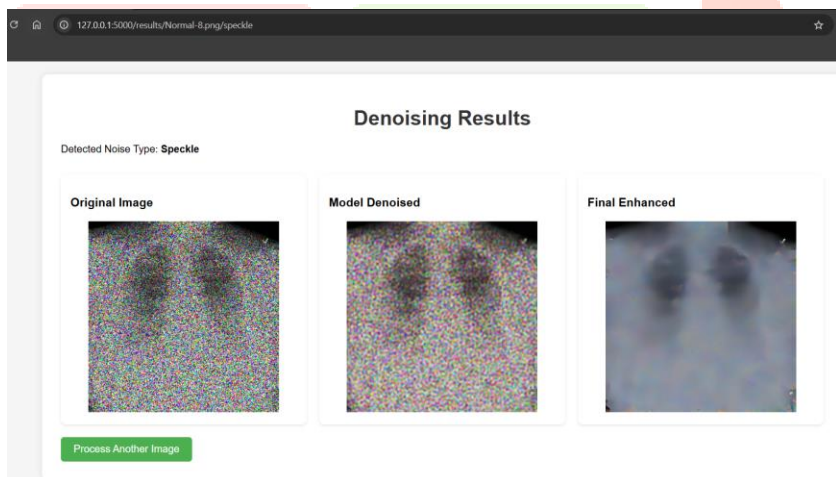 127.0.0.1:5000/results/Normal-8.png/speckle
Denoising Results
Detected Noise Type: Speckle
Original Image
Model Denoised
Final Enhanced
Process Another Image